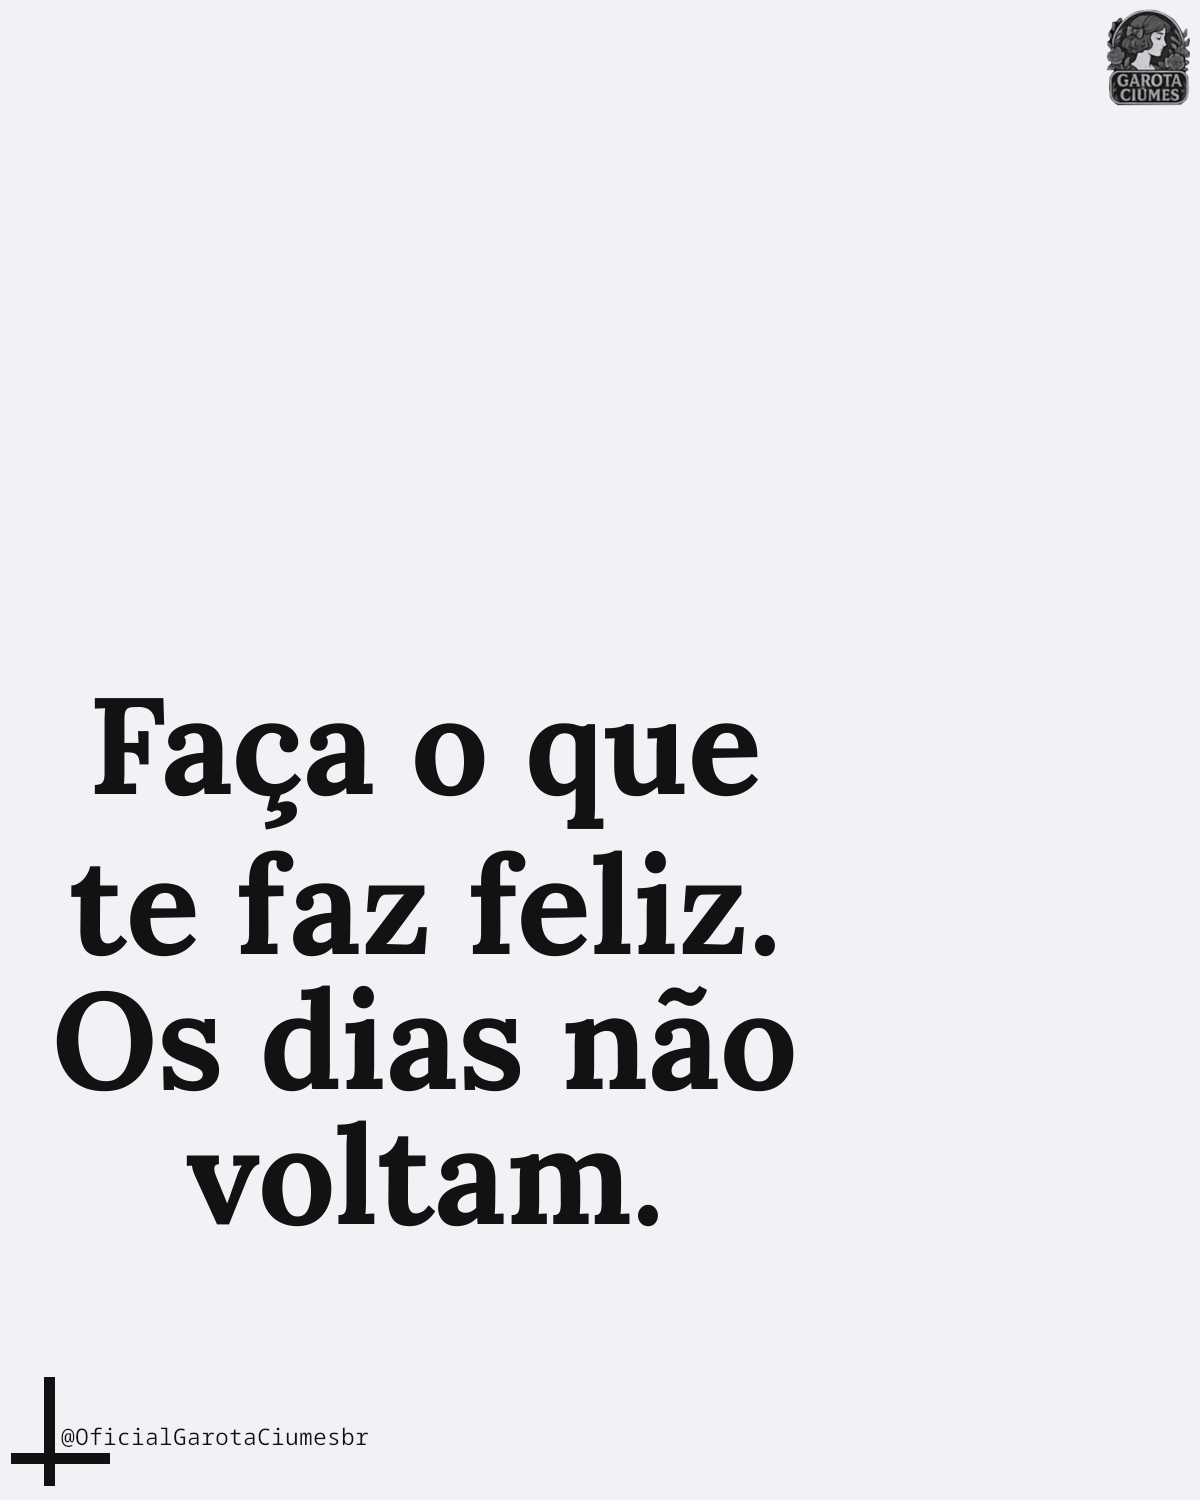 GAROTA
CIÚMES
Faça o que
te faz feliz.
Os dias não
voltam.
@OficialGarotaCiumesbr